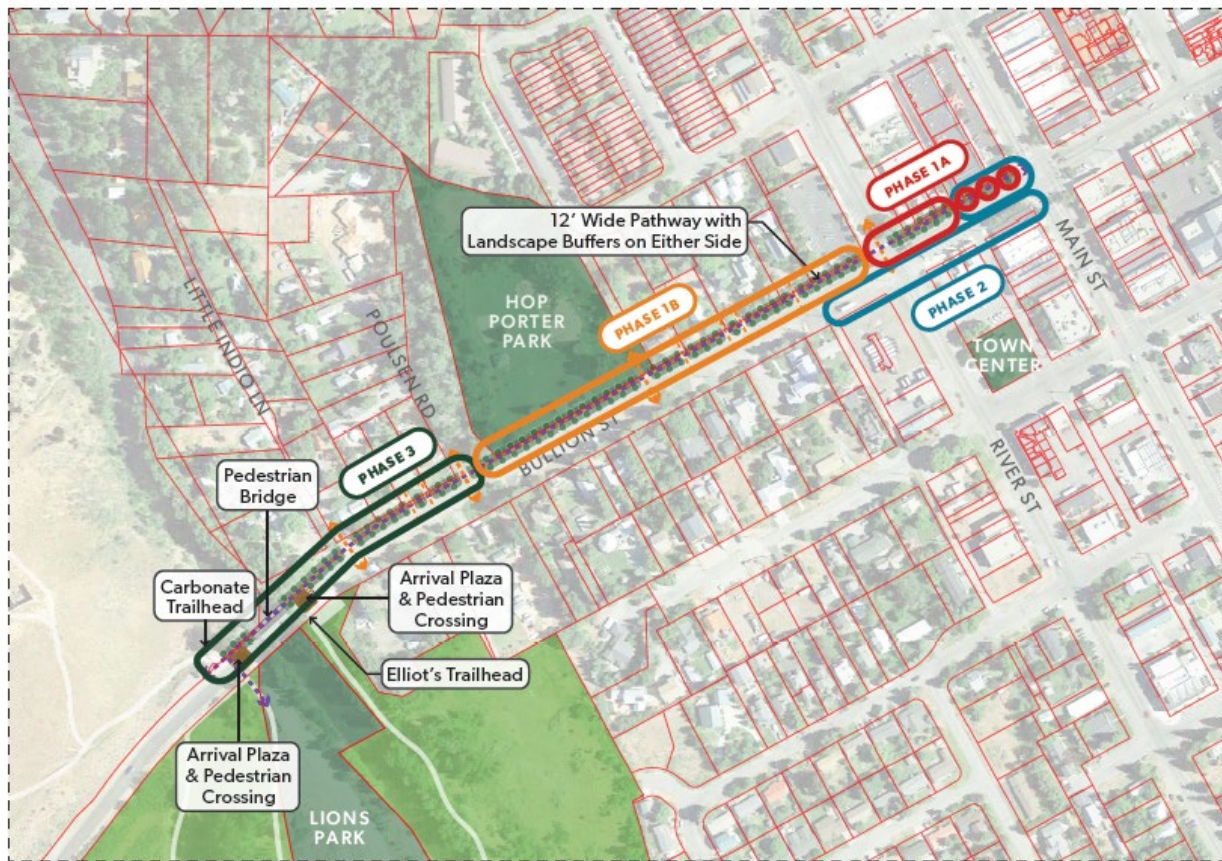 PHASE 1A
12' Wide Pathway with
Landscape Buffers on Either Side
MAIN ST
PHASE 2
HOP
PORTER
PARK
PHASE 1B
TOWN
CENTER
LITTLE INDIO LN
POULSEN RD
BULLION ST
RIVER ST
PHASE 3
Pedestrian
Bridge
Carbonate
Trailhead
Arrival Plaza
& Pedestrian
Crossing
Elliot's Trailhead
Arrival Plaza
& Pedestrian
Crossing
LIONS
PARK